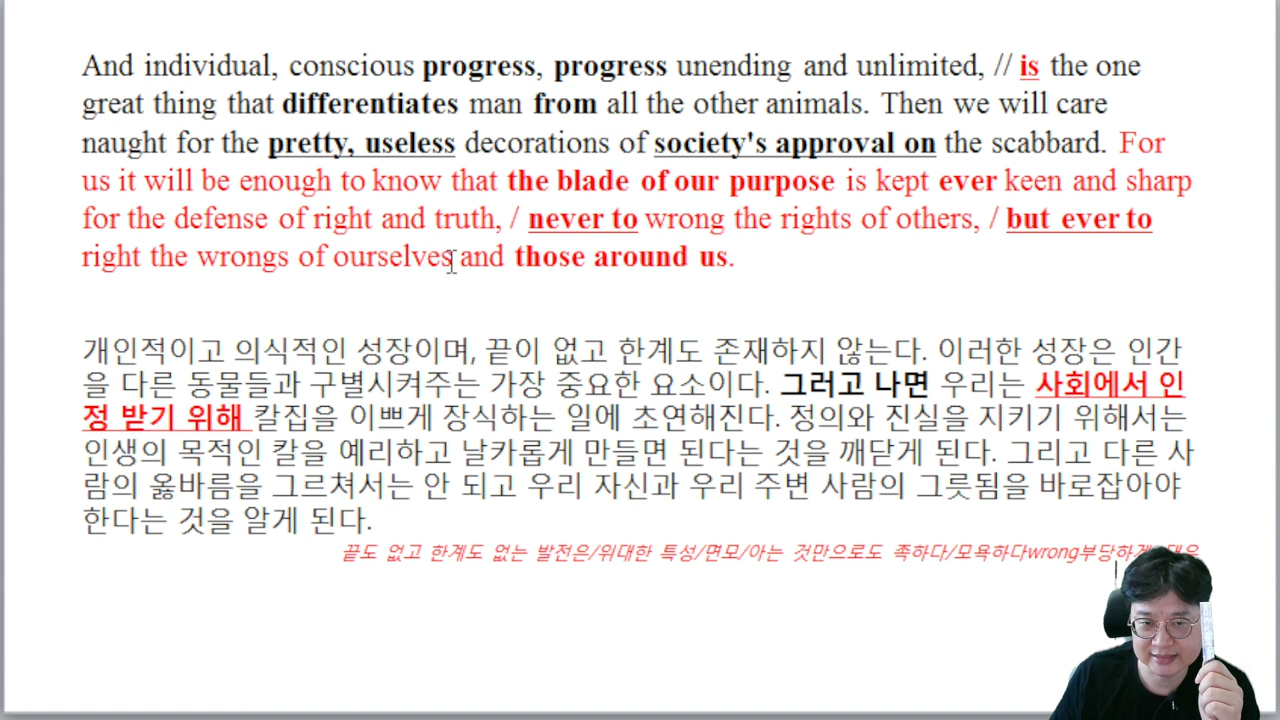 And individual, conscious progress, progress unending and unlimited, // is the one
great thing that differentiates man from all the other animals. Then we will care
naught for the pretty, useless decorations of society's approval on the scabbard. For
us it will be enough to know that the blade of our purpose is kept ever keen and sharp
for the defense of right and truth, / never to wrong the rights of others, / but ever to
right the wrongs of ourselves and those around us.
개인적이고 의식적인 성장이며, 끝이 없고 한계도 존재하지 않는다. 이러한 성장은 인간
을 다른 동물들과 구별시켜주는 가장 중요한 요소이다. 그러고 나면 우리는 사회에서 인
정 받기 위해 칼집을 이쁘게 장식하는 일에 초연해진다. 정의와 진실을 지키기 위해서는
인생의 목적인 칼을 예리하고 날카롭게 만들면 된다는 것을 깨닫게 된다. 그리고 다른 사
람의 옳바름을 그르쳐서는 안 되고 우리 자신과 우리 주변 사람의 그릇됨을 바로잡아야
한다는 것을 알게 된다.
끝도 없고 한계도 없는 발전은/위대한 특성/면모/아는 것만으로도 족하다/모욕하다wrong부당하게